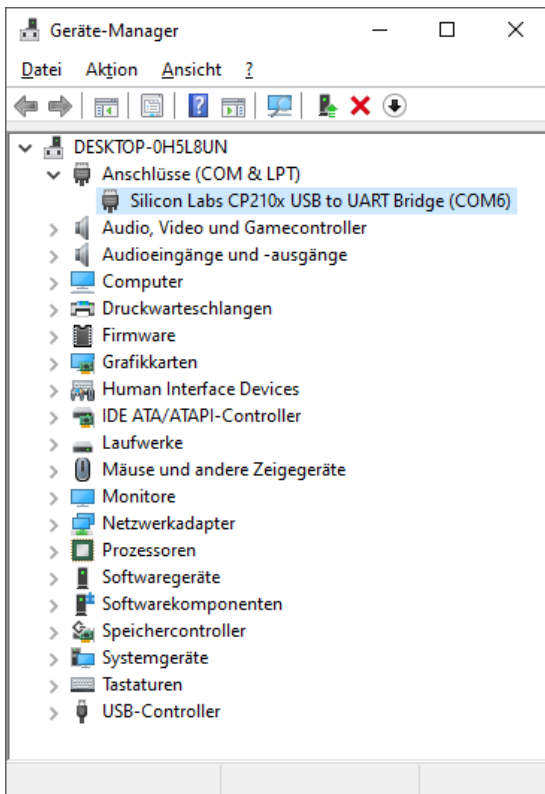 Geräte-Manager
Datei Aktion Ansicht ?
DESKTOP-0H5L8UN
Anschlüsse (COM & LPT)
Silicon Labs CP210x USB to UART Bridge (COM6)
Audio, Video und Gamecontroller
Audioeingänge und -ausgänge
Computer
Druckwarteschlangen
Firmware
Grafikkarten
Human Interface Devices
IDE ATA/ATAPI-Controller
Laufwerke
Mäuse und andere Zeigegeräte
Monitore
Netzwerkadapter
Prozessoren
Softwaregeräte
Softwarekomponenten
Speichercontroller
Systemgeräte
Tastaturen
USB-Controller